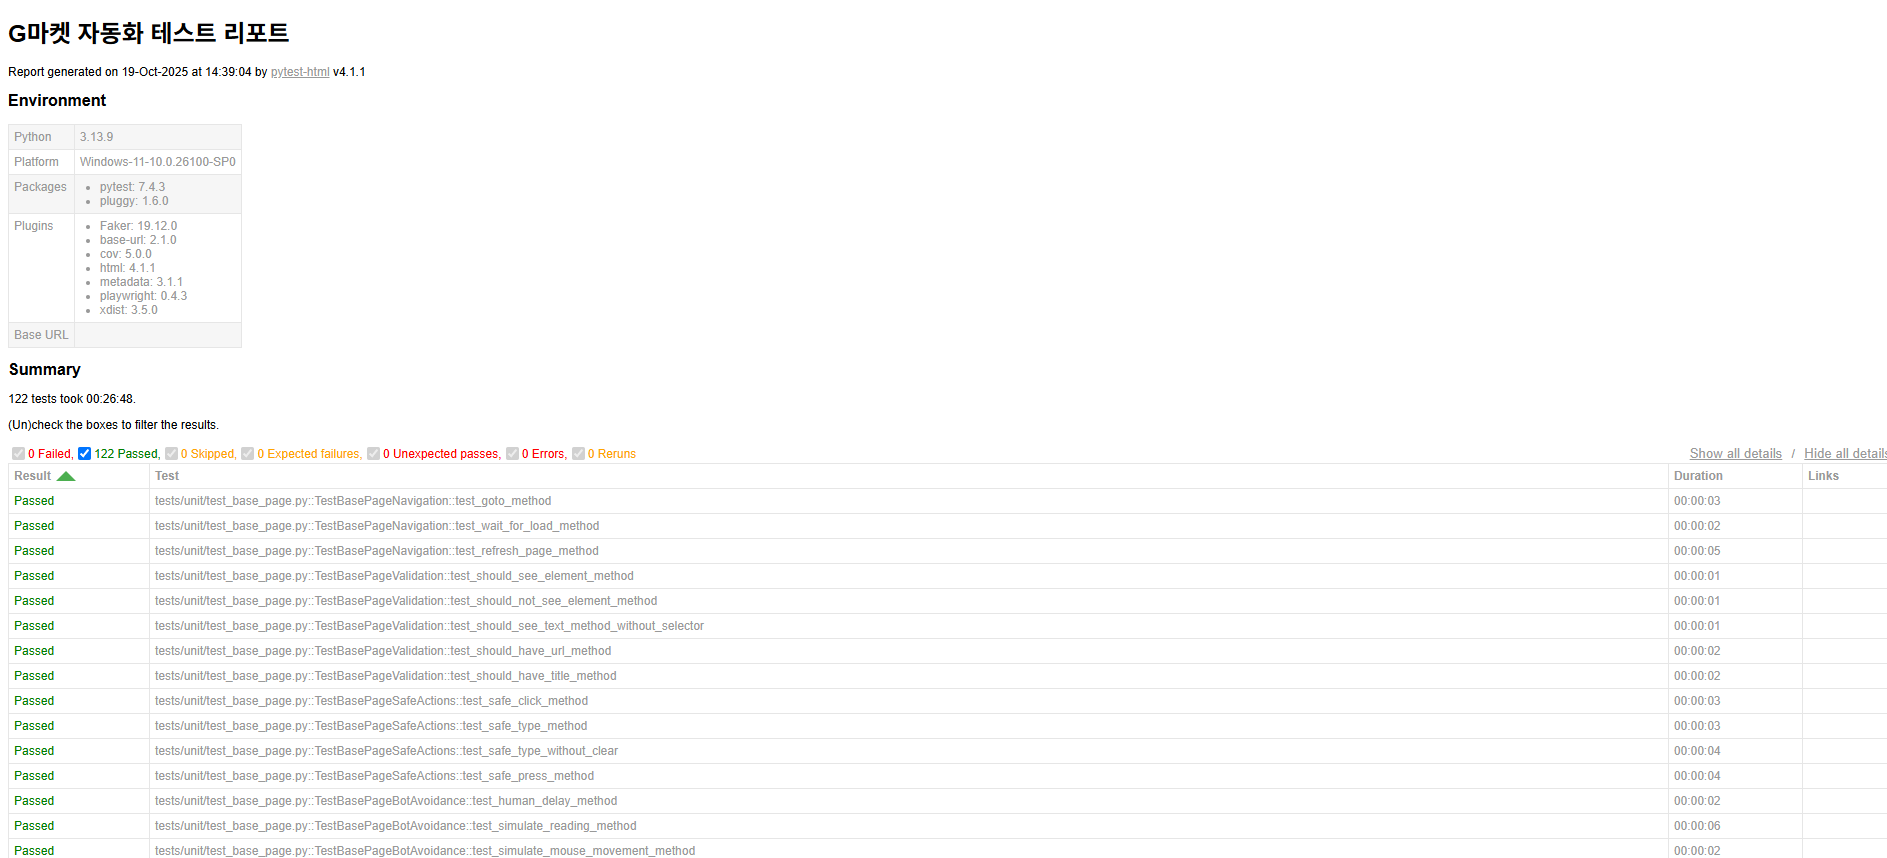 G마켓 자동화 테스트 리포트
Report generated on 19-Oct-2025 at 14:39:04 by pytest-html v4.1.1
Environment
Python 3.13.9
Platform Windows-11-10.0.26100-SP0
Packages
pytest: 7.4.3
pluggy: 1.6.0
Plugins
Faker: 19.12.0
base-url: 2.1.0
cov: 5.0.0
html: 4.1.1
metadata: 3.1.1
playwright: 0.4.3
xdist: 3.5.0
Base URL
Summary
122 tests took 00:26:48.
(Un)check the boxes to filter the results.
0 Failed, 122 Passed, 0 Skipped, 0 Expected failures, 0 Unexpected passes, 0 Errors, 0 Reruns Show all details / Hide all details
Result Test Duration Links
Passed tests/unit/test_base_page.py::TestBasePageNavigation::test_goto_method 00:00:03
Passed tests/unit/test_base_page.py::TestBasePageNavigation::test_wait_for_load_method 00:00:02
Passed tests/unit/test_base_page.py::TestBasePageNavigation::test_refresh_page_method 00:00:05
Passed tests/unit/test_base_page.py::TestBasePageValidation::test_should_see_element_method 00:00:01
Passed tests/unit/test_base_page.py::TestBasePageValidation::test_should_not_see_element_method 00:00:01
Passed tests/unit/test_base_page.py::TestBasePageValidation::test_should_see_text_method_without_selector 00:00:01
Passed tests/unit/test_base_page.py::TestBasePageValidation::test_should_have_url_method 00:00:02
Passed tests/unit/test_base_page.py::TestBasePageValidation::test_should_have_title_method 00:00:02
Passed tests/unit/test_base_page.py::TestBasePageSafeActions::test_safe_click_method 00:00:03
Passed tests/unit/test_base_page.py::TestBasePageSafeActions::test_safe_type_method 00:00:03
Passed tests/unit/test_base_page.py::TestBasePageSafeActions::test_safe_type_without_clear 00:00:04
Passed tests/unit/test_base_page.py::TestBasePageSafeActions::test_safe_press_method 00:00:04
Passed tests/unit/test_base_page.py::TestBasePageBotAvoidance::test_human_delay_method 00:00:02
Passed tests/unit/test_base_page.py::TestBasePageBotAvoidance::test_simulate_reading_method 00:00:06
Passed tests/unit/test_base_page.py::TestBasePageBotAvoidance::test_simulate_mouse_movement_method 00:00:02